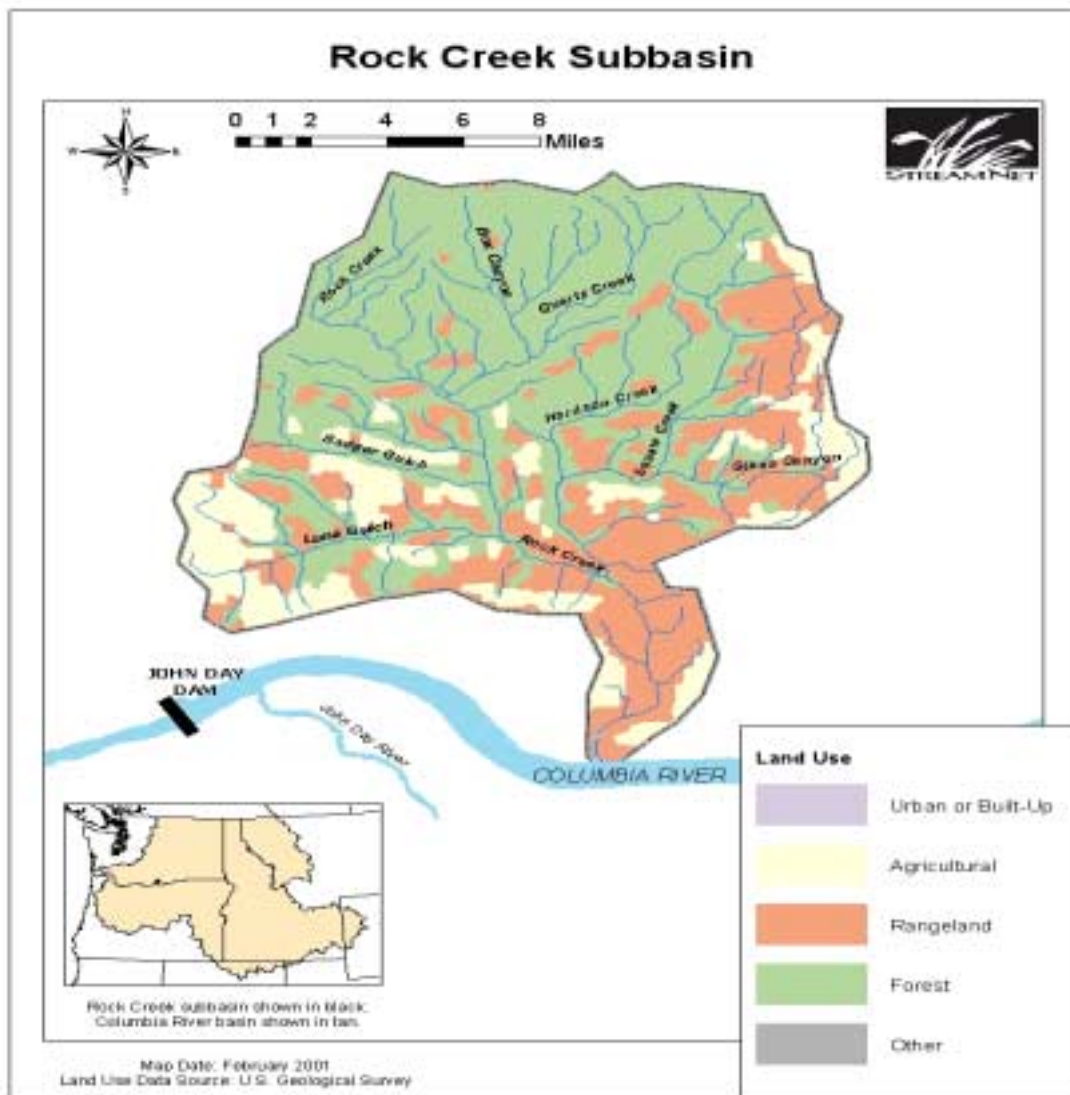 Rock Creek Subbasin
N
W
E
S
0 1 2 4 6 8
Miles
STREAMNET
Rock Creek
Box Canyon
Quartz Creek
Harrison Creek
Squaw Creek
Badger Gulch
Glenn Canyon
Luna Gulch
Rock Creek
JOHN DAY
DAM
John Day River
COLUMBIA RIVER
Land Use
Urban or Built-Up
Agricultural
Rangeland
Forest
Other
Rock Creek subbasin shown in black.
Columbia River basin shown in tan.
Map Date: February 2001
Land Use Data Source: U.S. Geological Survey